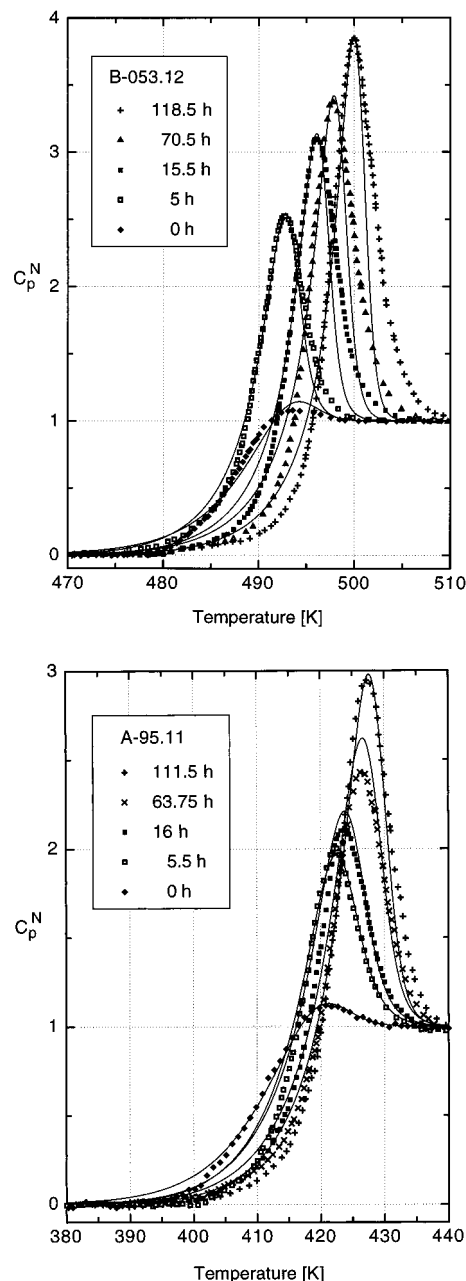 4
B-053.12
118.5 h
70.5 h
15.5 h
5 h
0 h
3
2
C_p^N
1
0
470 480 490 500 510
Temperature [K]
3
A-95.11
111.5 h
63.75 h
16 h
5.5 h
0 h
2
C_p^N
1
0
380 390 400 410 420 430 440
Temperature [K]